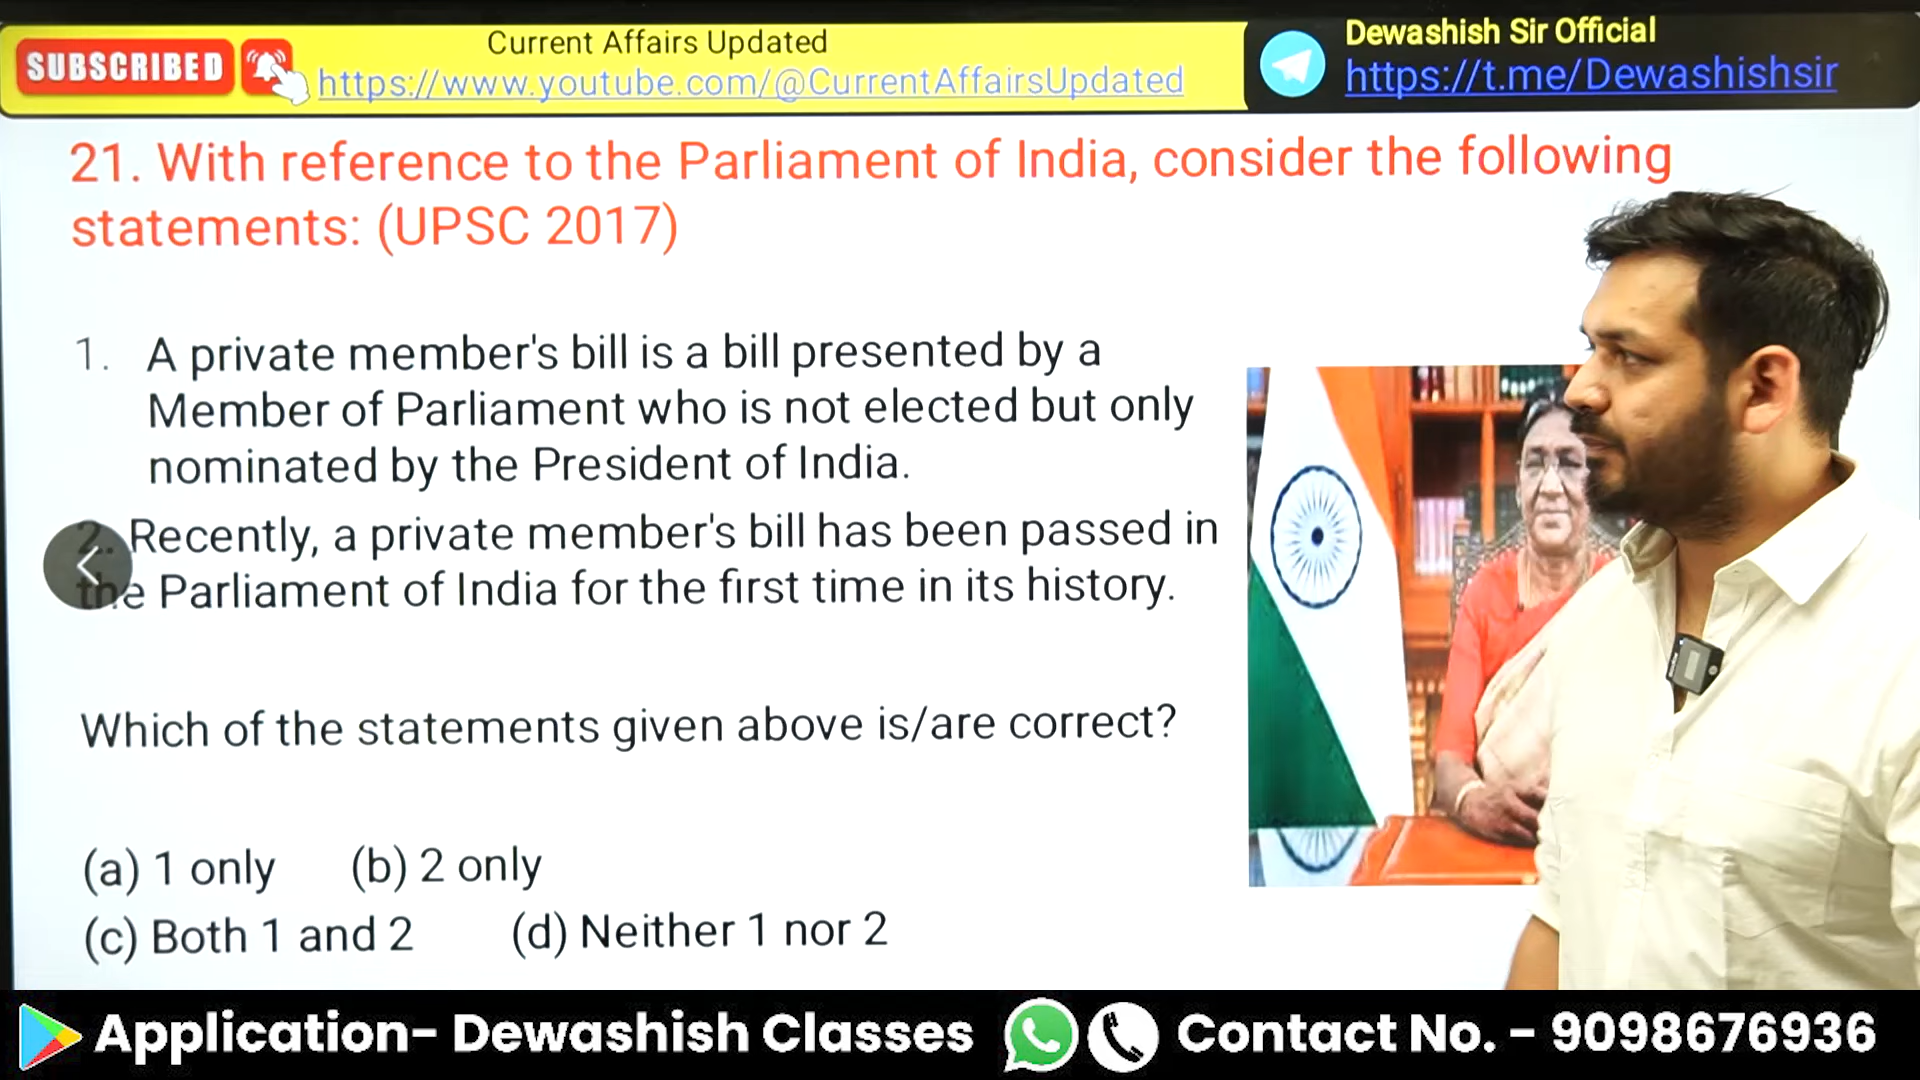 SUBSCRIBED
Current Affairs Updated
https://www.youtube.com/@CurrentAffairsUpdated
Dewashish Sir Official
https://t.me/Dewashishsir
21. With reference to the Parliament of India, consider the following
statements: (UPSC 2017)
1. A private member's bill is a bill presented by a
Member of Parliament who is not elected but only
nominated by the President of India.
2. Recently, a private member's bill has been passed in
the Parliament of India for the first time in its history.
Which of the statements given above is/are correct?
(a) 1 only (b) 2 only
(c) Both 1 and 2 (d) Neither 1 nor 2
Application- Dewashish Classes
Contact No. - 9098676936